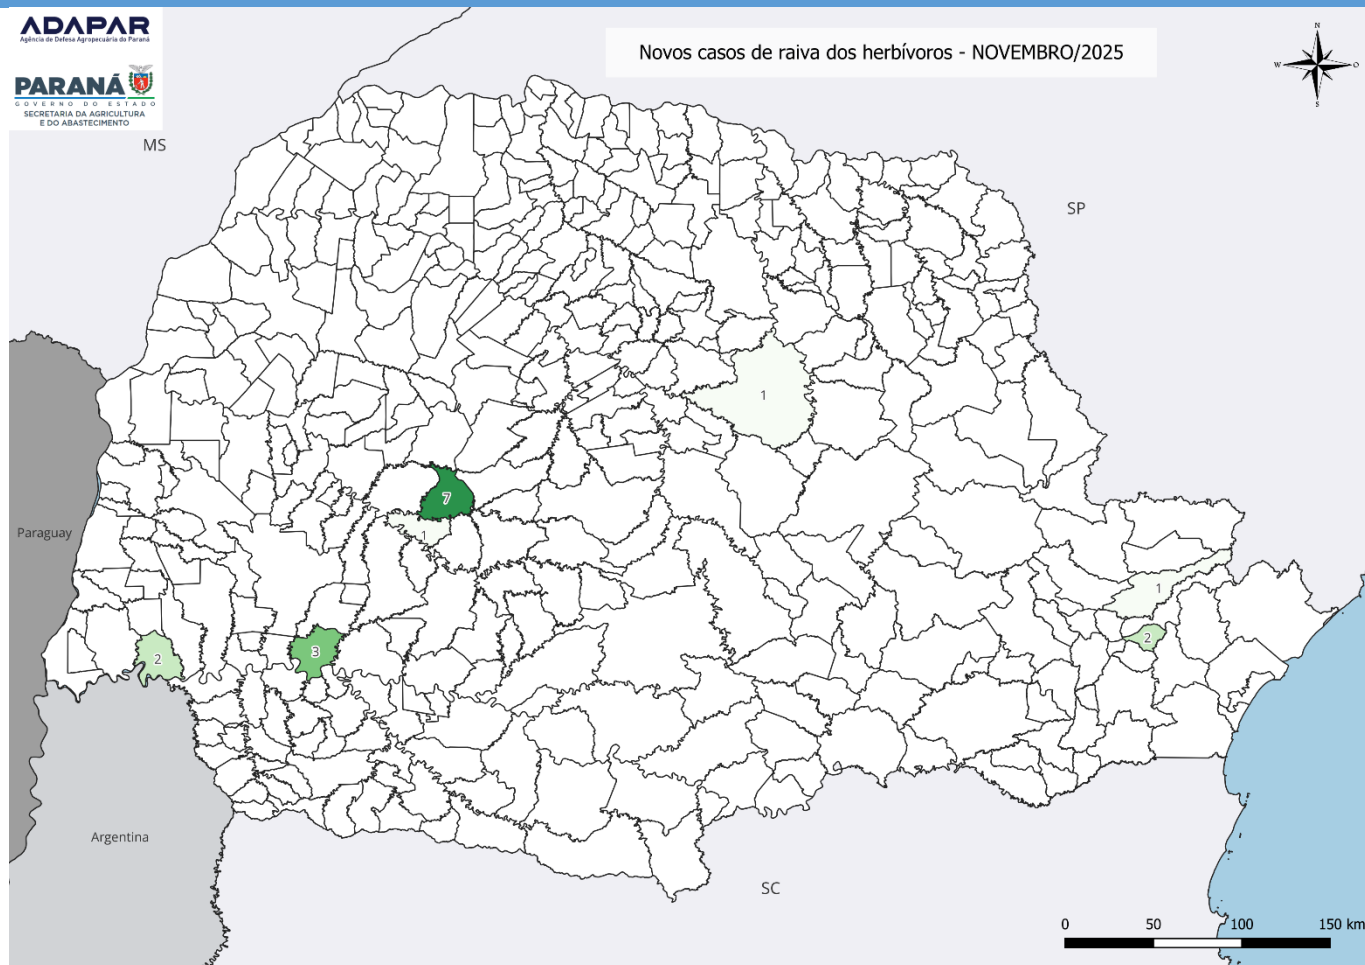 ADAPAR
Agência de Defesa Agropecuária do Paraná
PARANÁ
GOVERNO DO ESTADO
SECRETARIA DA AGRICULTURA
E DO ABASTECIMENTO
Novos casos de raiva dos herbívoros - NOVEMBRO/2025
N
W
O
S
MS
SP
1
7
1
Paraguay
1
2
3
2
Argentina
SC
0
50
100
150 km